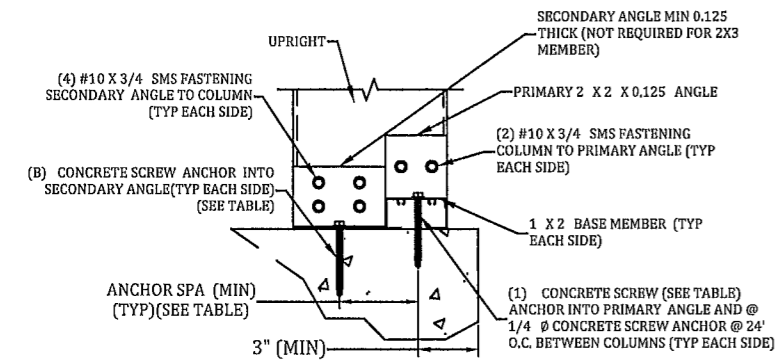 SECONDARY ANGLE MIN 0.125
THICK (NOT REQUIRED FOR 2X3
MEMBER)
UPRIGHT
(4) #10 X 3/4 SMS FASTENING
SECONDARY ANGLE TO COLUMN
(TYP EACH SIDE)
PRIMARY 2 X 2 X 0.125 ANGLE
(2) #10 X 3/4 SMS FASTENING
COLUMN TO PRIMARY ANGLE (TYP
EACH SIDE)
(B) CONCRETE SCREW ANCHOR INTO
SECONDARY ANGLE(TYP EACH SIDE)
(SEE TABLE)
1 X 2 BASE MEMBER (TYP
EACH SIDE)
ANCHOR SPA (MIN)
(TYP)(SEE TABLE)
(1) CONCRETE SCREW (SEE TABLE)
ANCHOR INTO PRIMARY ANGLE AND @
1/4 Ø CONCRETE SCREW ANCHOR @ 24'
O.C. BETWEEN COLUMNS (TYP EACH SIDE)
3" (MIN)